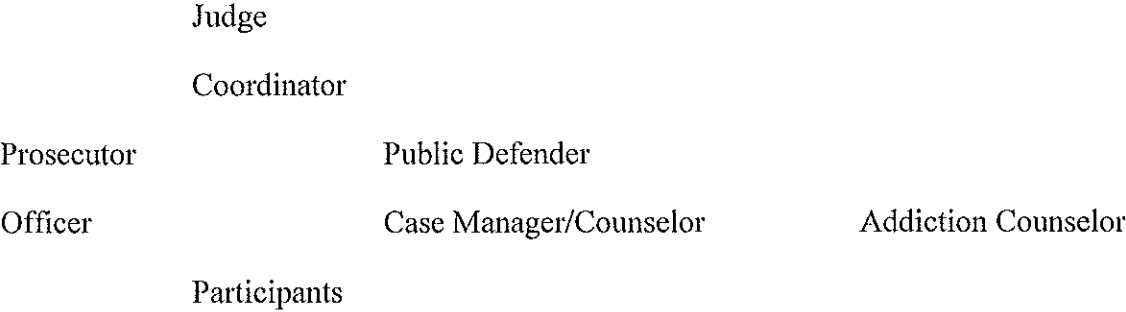 Judge
Coordinator
Prosecutor Public Defender
Officer Case Manager/Counselor Addiction Counselor
Participants